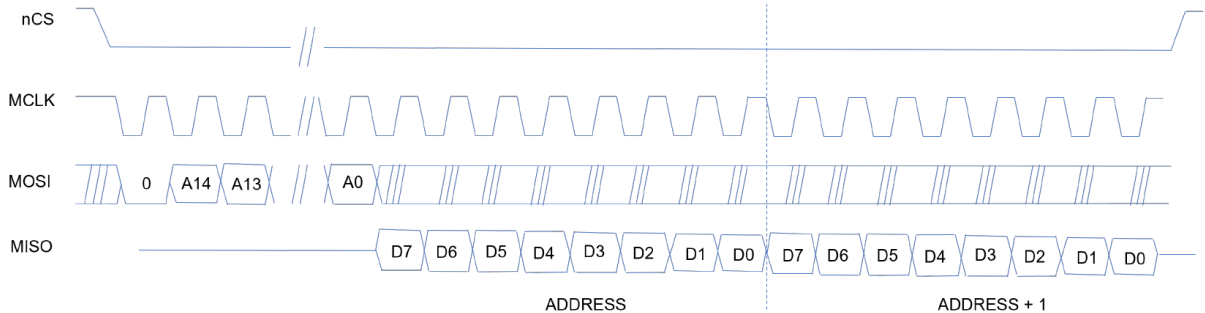 nCS
MCLK
MOSI 0 A14 A13 A0
MISO D7 D6 D5 D4 D3 D2 D1 D0 D7 D6 D5 D4 D3 D2 D1 D0
ADDRESS ADDRESS + 1